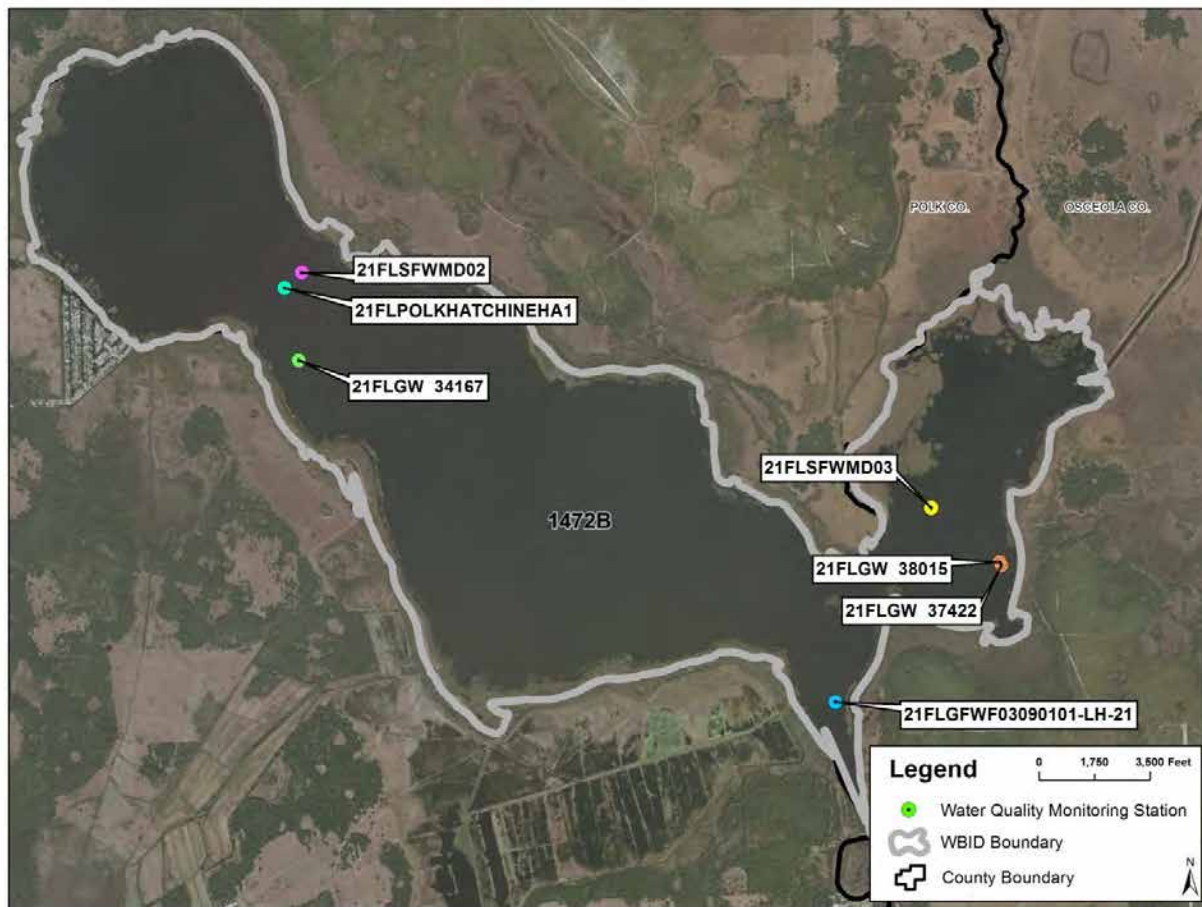 POLK CO.
OSCEOLA CO.
21FLSFWMD02
21FLPOLKHATCHINEHA1
21FLGW 34167
21FLSFWMD03
1472B
21FLGW 38015
21FLGW 37422
21FLGFWF03090101-LH-21
Legend
0 1,750 3,500 Feet
Water Quality Monitoring Station
WBID Boundary
County Boundary
N